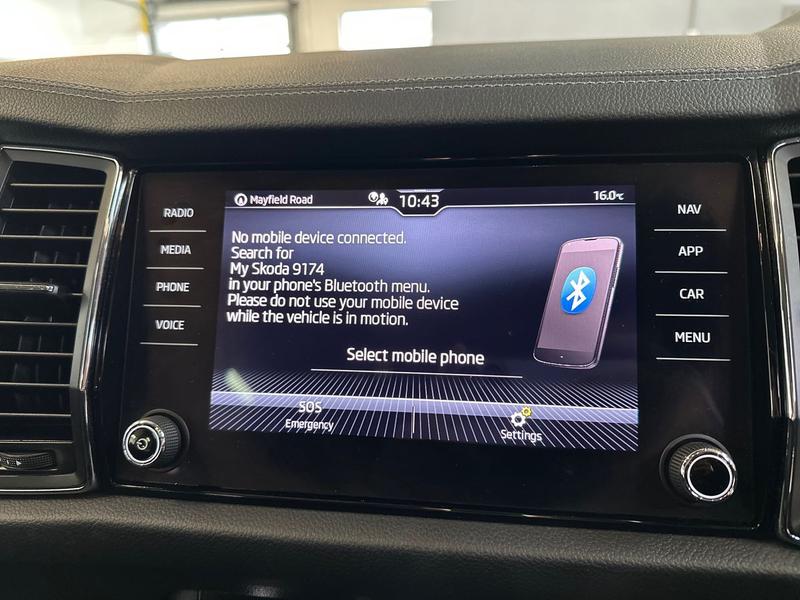 Mayfield Road
10:43
16.0°C
RADIO
MEDIA
PHONE
VOICE
No mobile device connected.
Search for
My Skoda 9174
in your phone's Bluetooth menu.
Please do not use your mobile device
while the vehicle is in motion.
Select mobile phone
SOS
Emergency
Settings
NAV
APP
CAR
MENU